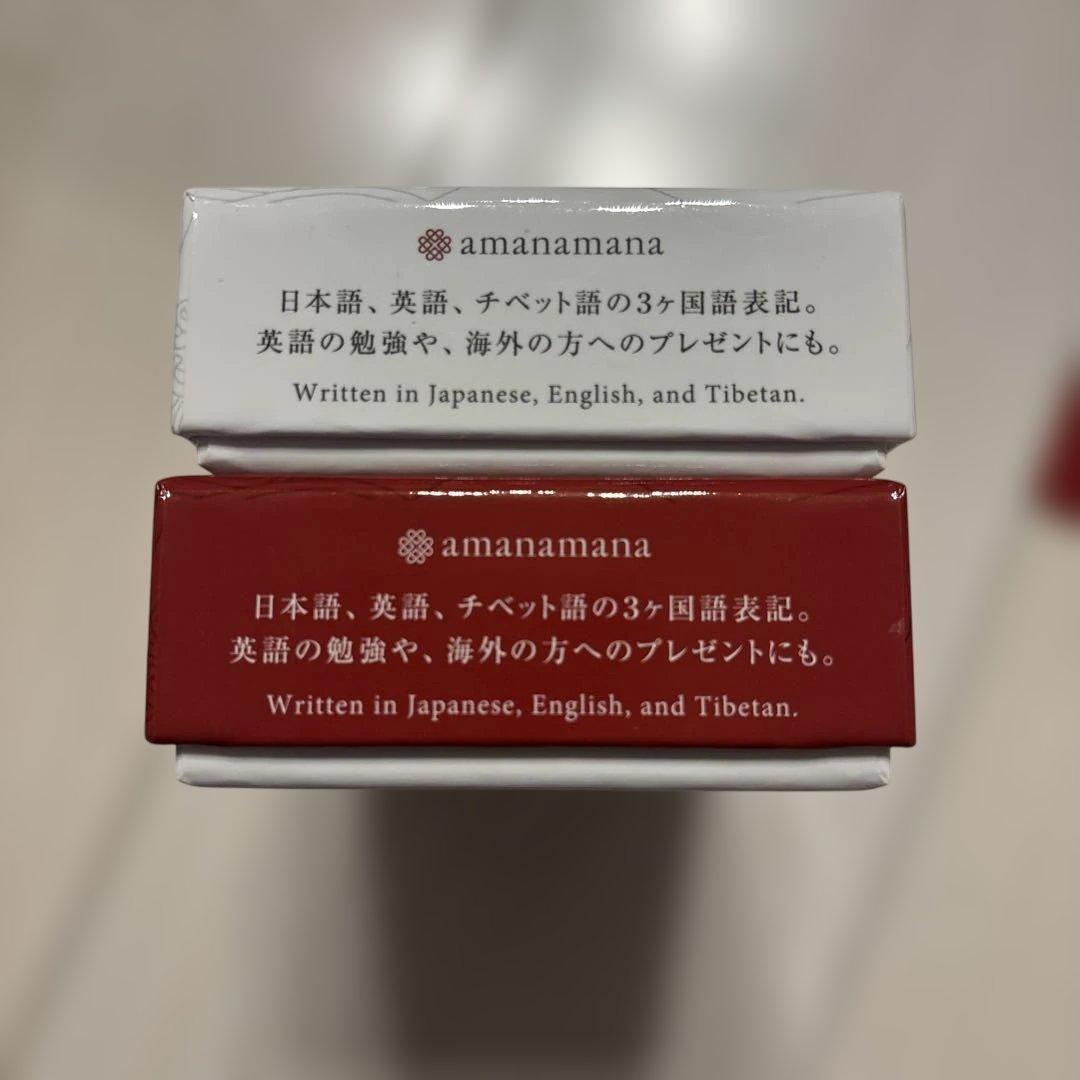 amanamana
日本語、英語、チベット語の3ヶ国語表記。
英語の勉強や、海外の方へのプレゼントにも。
Written in Japanese, English, and Tibetan.
amanamana
日本語、英語、チベット語の3ヶ国語表記。
英語の勉強や、海外の方へのプレゼントにも。
Written in Japanese, English, and Tibetan.